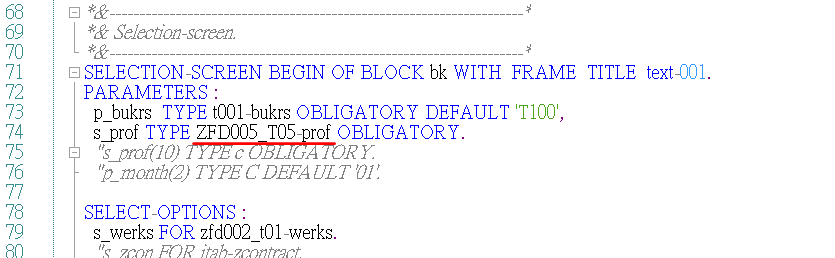 68 *&---------------------------------------------------------------------*
69 *& Selection-screen.
70 *&---------------------------------------------------------------------*
71 SELECTION-SCREEN BEGIN OF BLOCK bk WITH FRAME TITLE text-001.
72 PARAMETERS :
73 p_bukrs TYPE t001-bukrs OBLIGATORY DEFAULT 'T100',
74 s_prof TYPE ZFD005_T05-prof OBLIGATORY.
75 "s_prof(10) TYPE c OBLIGATORY.
76 "p_month(2) TYPE C DEFAULT '01'.
77
78 SELECT-OPTIONS :
79 s_werks FOR zfd002_t01-werks.
80 "s_zcon FOR itab-zcontract.